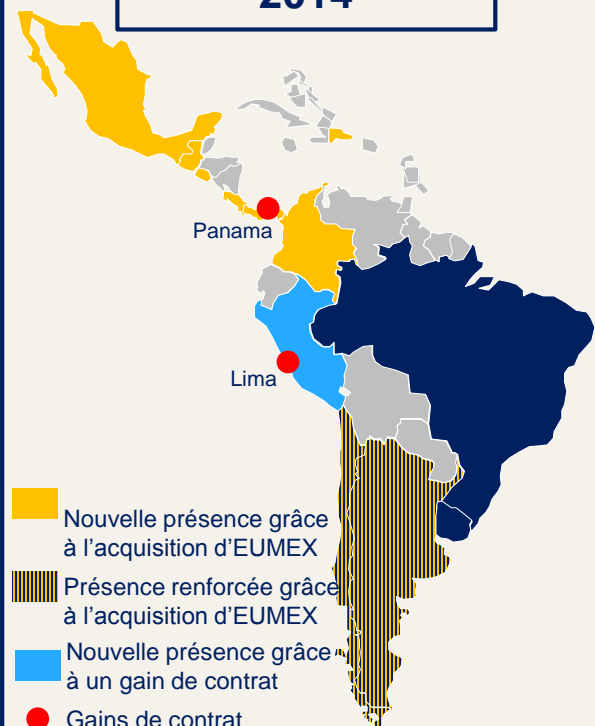 2014
Panama
Lima
Nouvelle présence grâce
à l’acquisition d’EUMEX
Présence renforcée grâce
à l’acquisition d’EUMEX
Nouvelle présence grâce
à un gain de contrat
Gains de contrat